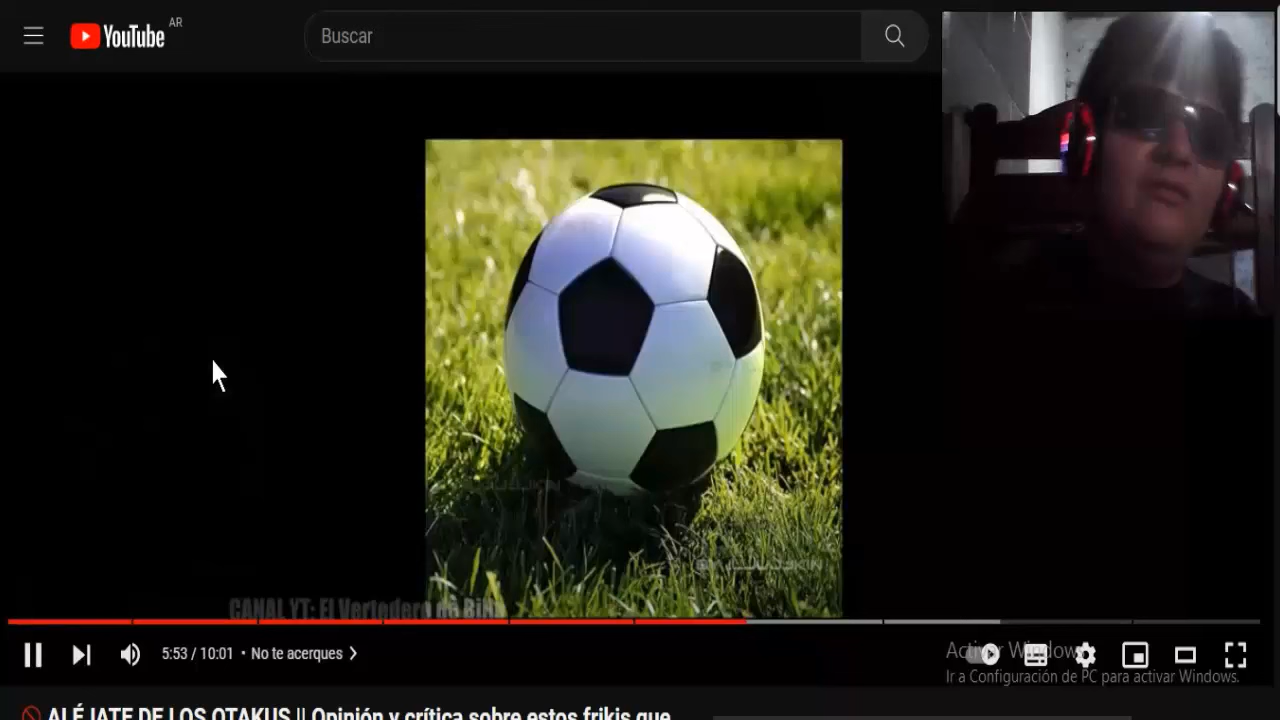 YouTube AR
Buscar
CANAL YT: El Vertedero de
5:53 / 10:01 • No te acerques
Activar Windows
Ir a Configuración de PC para activar Windows.
ALÉJATE DE LOS OTAKUS || Opinión y crítica sobre estos frikis que